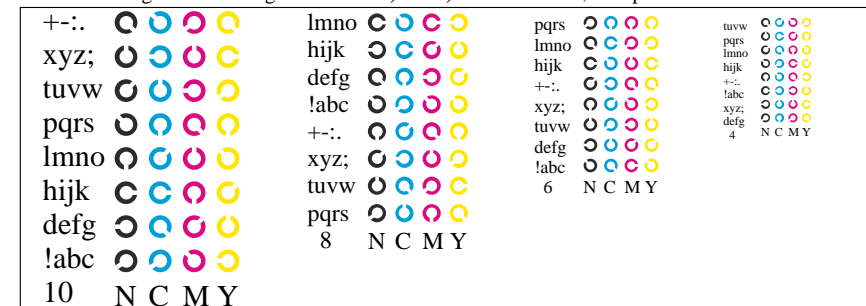 +-:.
xyz;
tuvw
pqrs
lmno
hijk
defg
!abc
10 N C M Y
lmno
hijk
defg
!abc
+-:.
xyz;
tuvw
pqrs
8 N C M Y
pqrs
lmno
hijk
+-:.
xyz;
tuvw
defg
!abc
6 N C M Y
tuvw
pqrs
lmno
hijk
+-:.
!abc
xyz;
defg
4 N C M Y